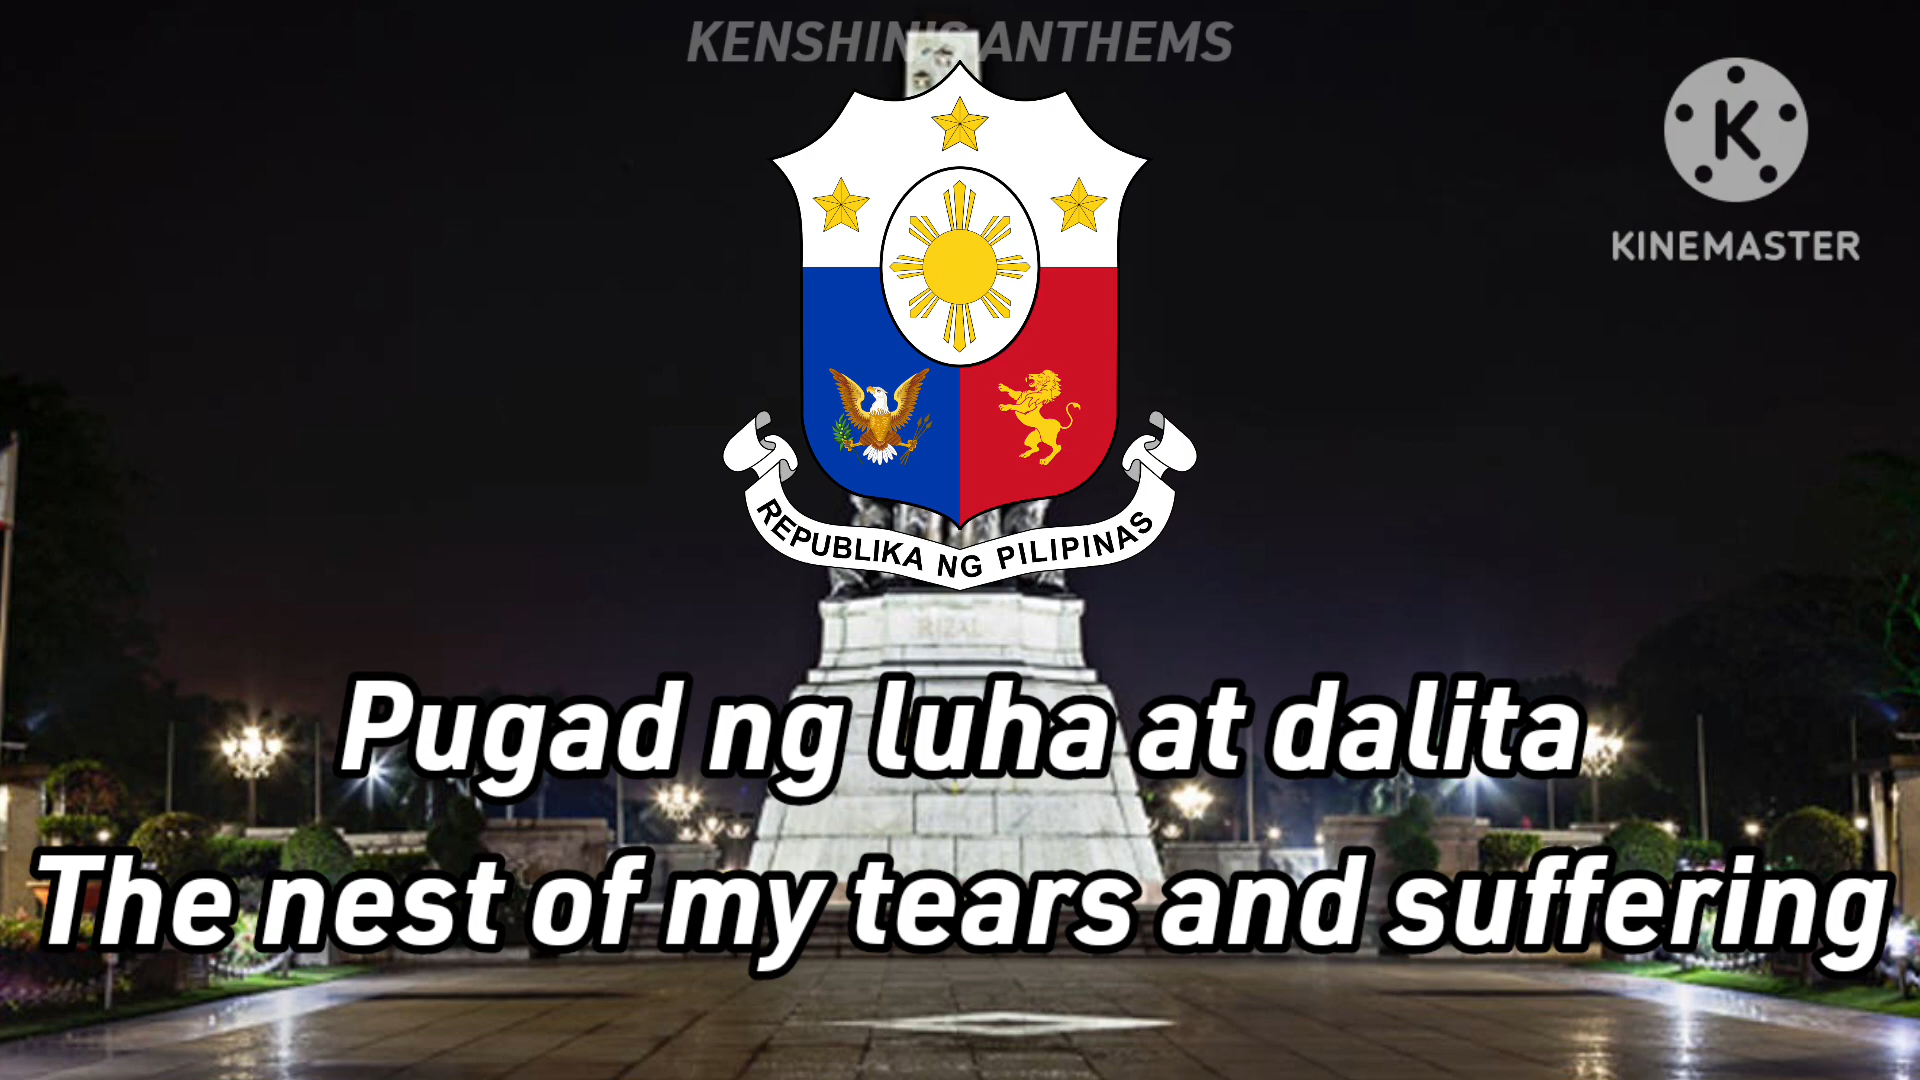 KENSHIN'S ANTHEMS
K
KINEMASTER
REPUBLIKA NG PILIPINAS
RIZAL
Pugad ng luha at dalita
The nest of my tears and suffering